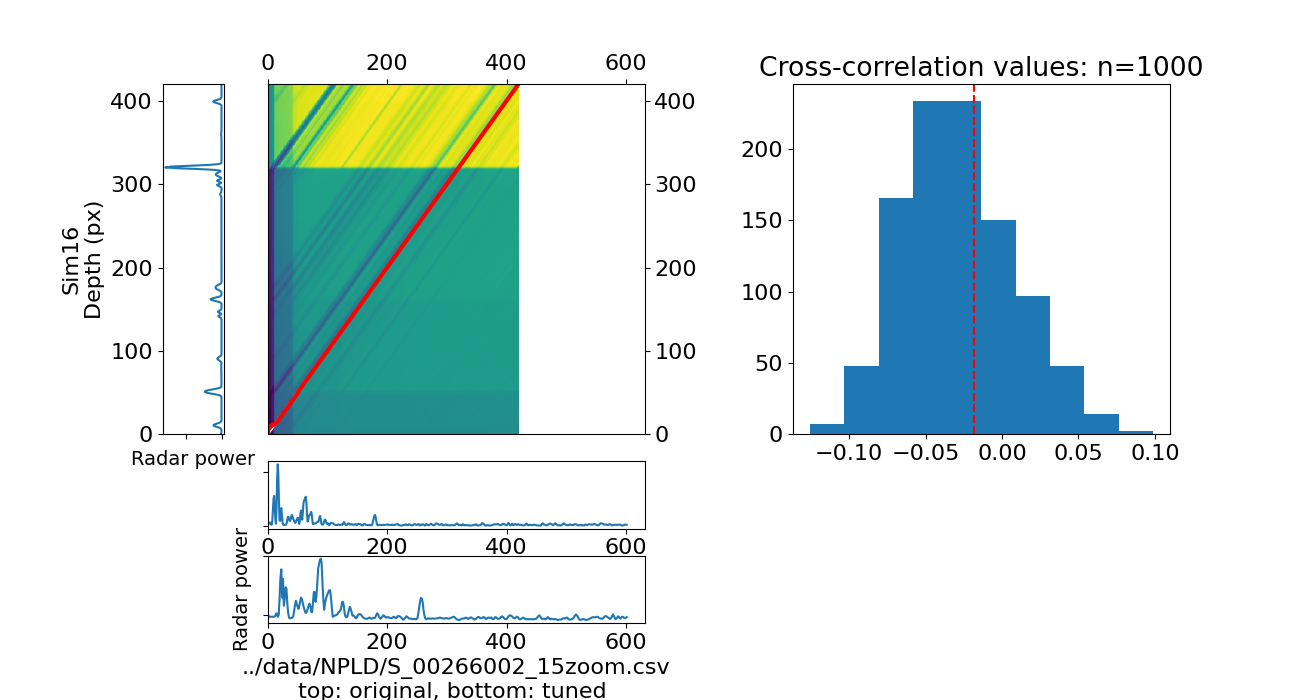 0 200 400 600
Cross-correlation values: n=1000
400
300
200
100
0
Sim16
Depth (px)
Radar power
400
300
200
100
0
200
150
100
50
0
−0.10 −0.05 0.00 0.05 0.10
0 200 400 600
Radar power
0 200 400 600
../data/NPLD/S_00266002_15zoom.csv
top: original, bottom: tuned